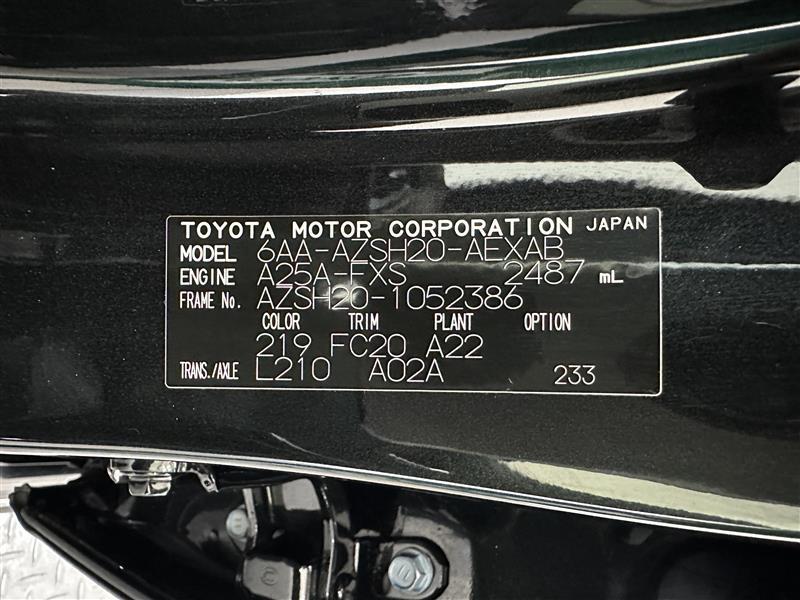 TOYOTA MOTOR CORPORATION JAPAN
MODEL 6AA-AZSH20-AEXAB
ENGINE A25A-FXS 2487 mL
FRAME No. AZSH20-1052386
COLOR TRIM PLANT OPTION
219 FC20 A22
TRANS./AXLE L210 A02A 233